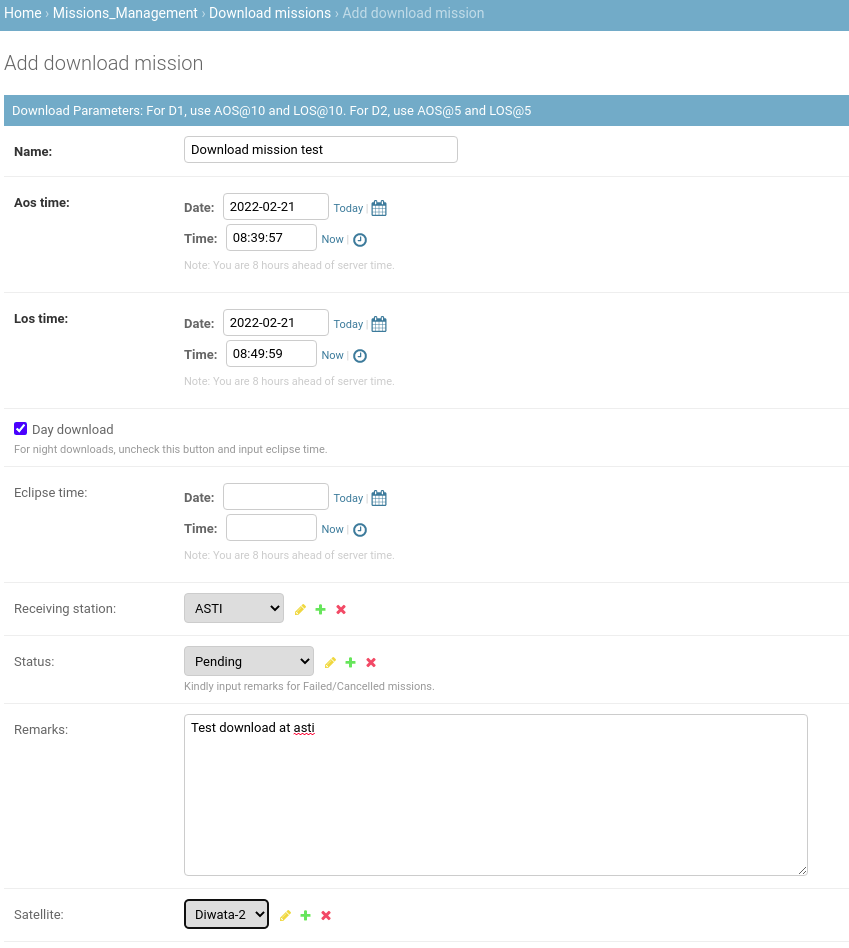 Home › Missions_Management › Download missions › Add download mission
Add download mission
Download Parameters: For D1, use AOS@10 and LOS@10. For D2, use AOS@5 and LOS@5
Name: Download mission test
Aos time: Date: 2022-02-21 Today |
Time: 08:39:57 Now |
Note: You are 8 hours ahead of server time.
Los time: Date: 2022-02-21 Today |
Time: 08:49:59 Now |
Note: You are 8 hours ahead of server time.
Day download
For night downloads, uncheck this button and input eclipse time.
Eclipse time: Date: Today |
Time: Now |
Note: You are 8 hours ahead of server time.
Receiving station: ASTI
Status: Pending
Kindly input remarks for Failed/Cancelled missions.
Remarks: Test download at asti
Satellite: Diwata-2